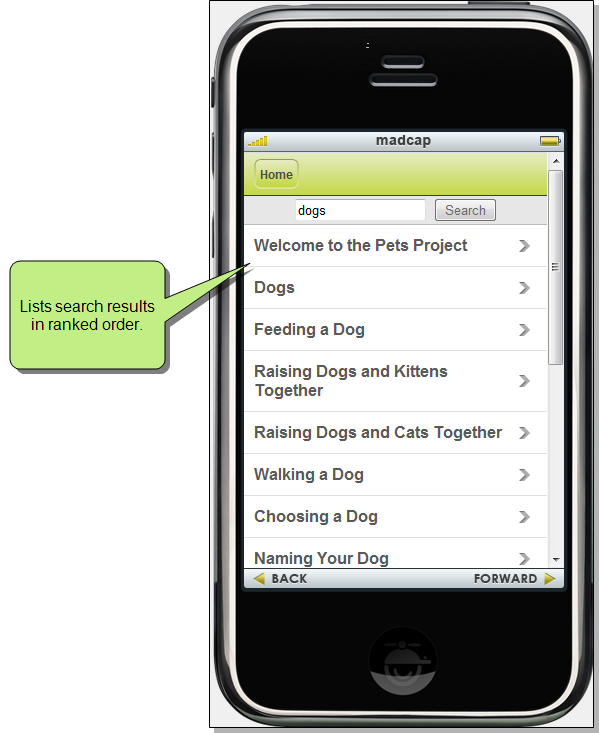 madcap
Home
dogs
Search
Welcome to the Pets Project
Dogs
Lists search results
in ranked order.
Feeding a Dog
Raising Dogs and Kittens
Together
Raising Dogs and Cats Together
Walking a Dog
Choosing a Dog
Naming Your Dog
BACK
FORWARD